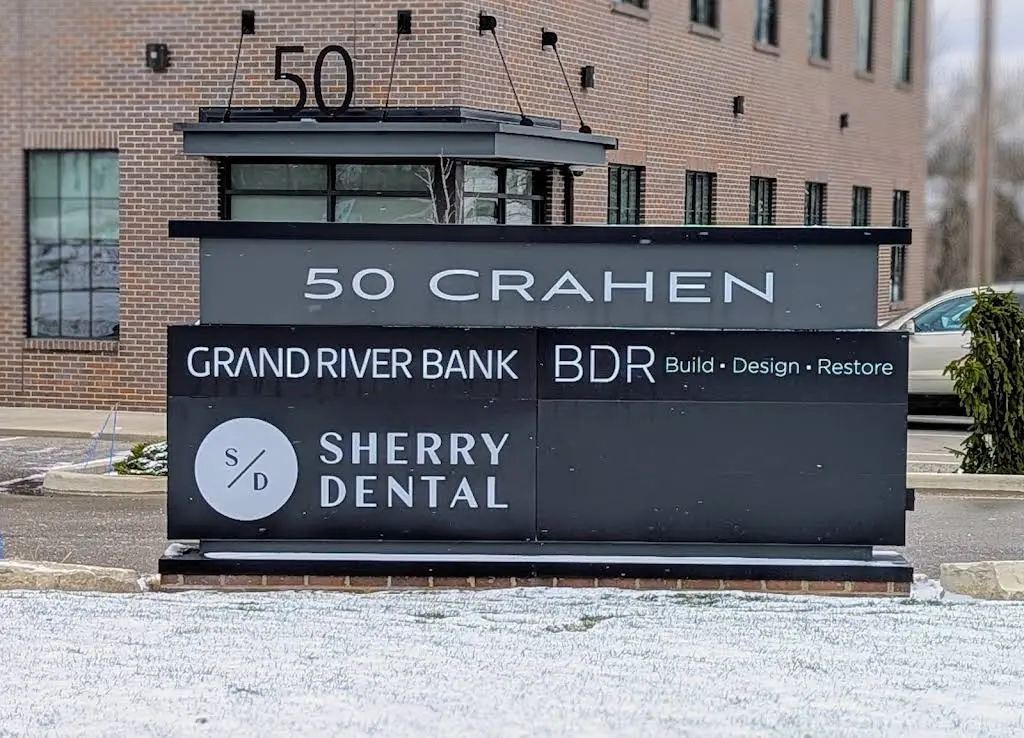 50
50 CRAHEN
GRAND RIVER BANK
BDR Build · Design · Restore
S/D
SHERRY
DENTAL